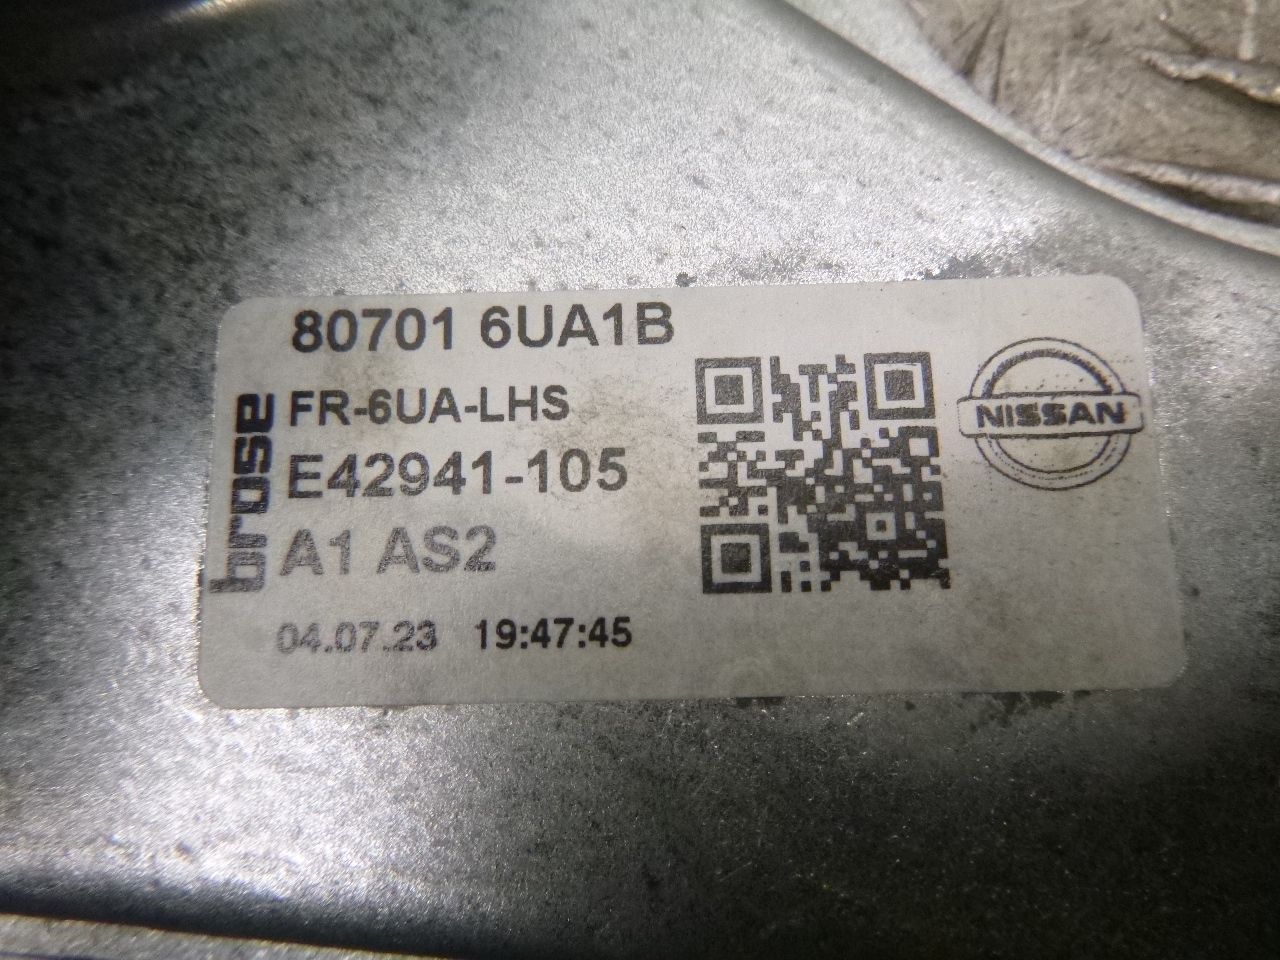 80701 6UA1B
brose
FR-6UA-LHS
E42941-105
A1 AS2
04.07.23 19:47:45
NISSAN